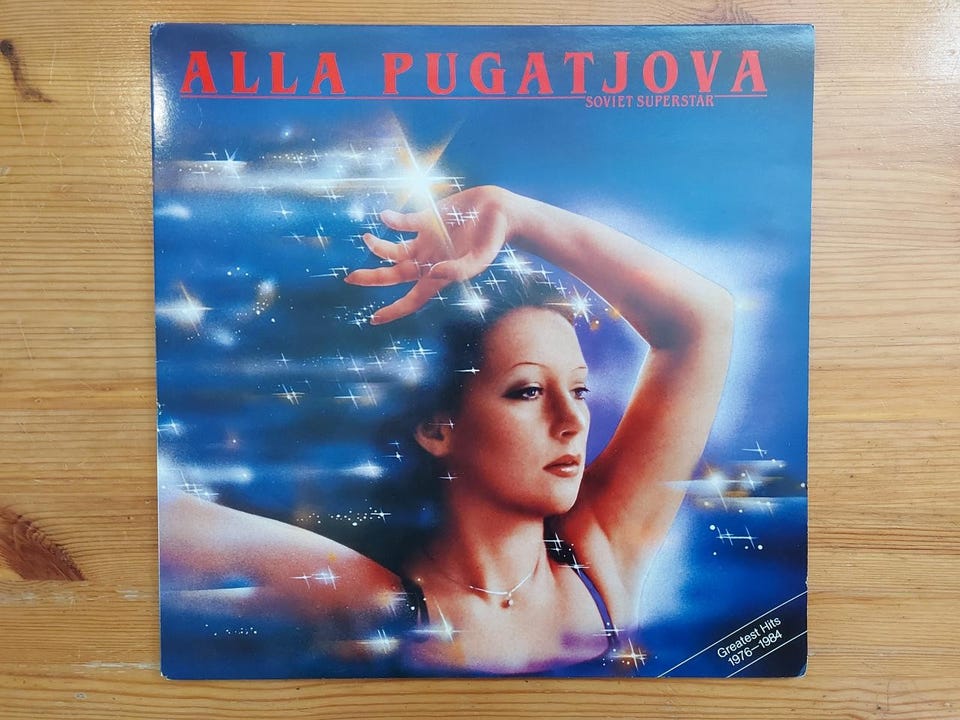 ALLA PUGATJOVA
SOVIET SUPERSTAR
Greatest Hits
1976–1984